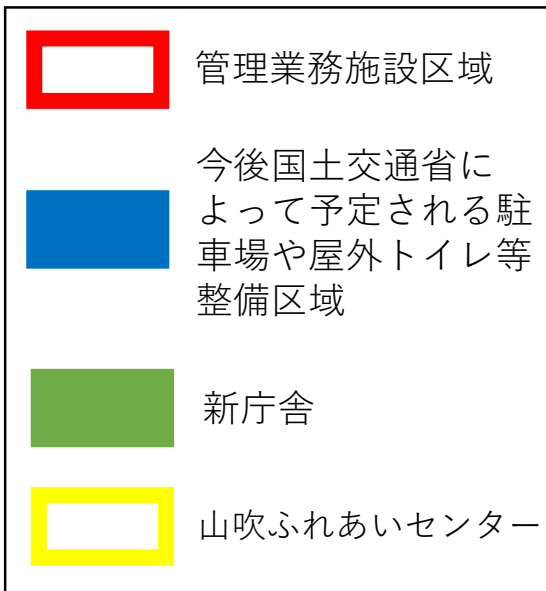 管理業務施設区域
今後国土交通省に
よって予定される駐
車場や屋外トイレ等
整備区域
新庁舎
山吹ふれあいセンター